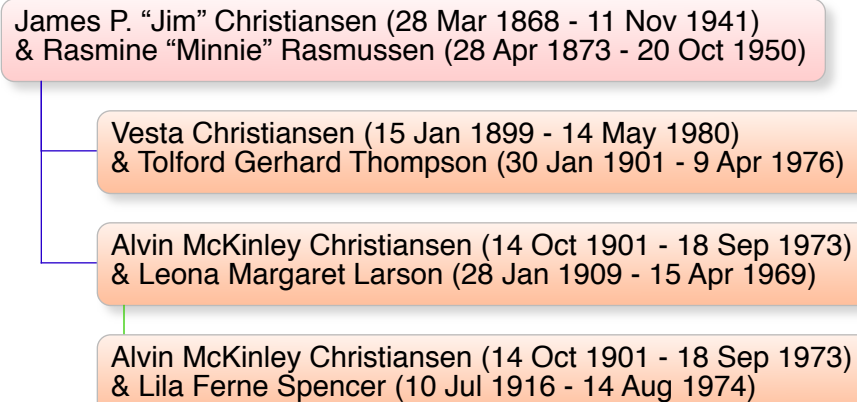 James P. “Jim” Christiansen (28 Mar 1868 - 11 Nov 1941)
& Rasmine “Minnie” Rasmussen (28 Apr 1873 - 20 Oct 1950)
Vesta Christiansen (15 Jan 1899 - 14 May 1980)
& Tolford Gerhard Thompson (30 Jan 1901 - 9 Apr 1976)
Alvin McKinley Christiansen (14 Oct 1901 - 18 Sep 1973)
& Leona Margaret Larson (28 Jan 1909 - 15 Apr 1969)
Alvin McKinley Christiansen (14 Oct 1901 - 18 Sep 1973)
& Lila Ferne Spencer (10 Jul 1916 - 14 Aug 1974)